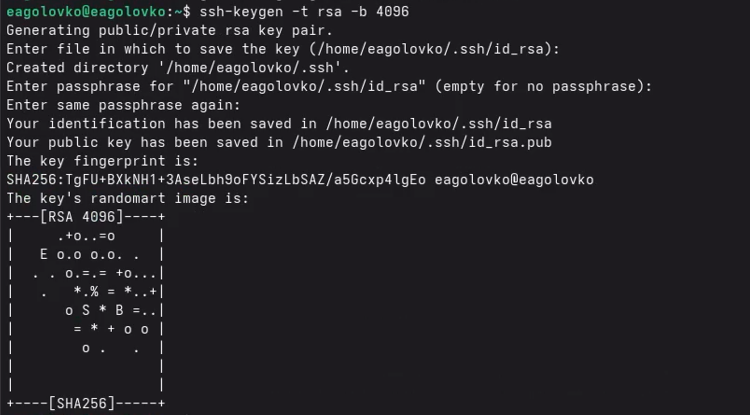 eagolovko@eagolovko:~$ ssh-keygen -t rsa -b 4096
Generating public/private rsa key pair.
Enter file in which to save the key (/home/eagolovko/.ssh/id_rsa):
Created directory '/home/eagolovko/.ssh'.
Enter passphrase for "/home/eagolovko/.ssh/id_rsa" (empty for no passphrase):
Enter same passphrase again:
Your identification has been saved in /home/eagolovko/.ssh/id_rsa
Your public key has been saved in /home/eagolovko/.ssh/id_rsa.pub
The key fingerprint is:
SHA256:TgFU+BXkNH1+3AseLbh9oFYSizLbSAZ/a5Gcxp4lgEo eagolovko@eagolovko
The key's randomart image is:
+---[RSA 4096]----+
|     .+o..=o     |
|   E o.o o.o. .  |
|  . . o.=.= +o...|
|   .   *.% = *..+|
|      o S * B =..|
|       = * + o o |
|        o .   .  |
|                 |
|                 |
+----[SHA256]-----+